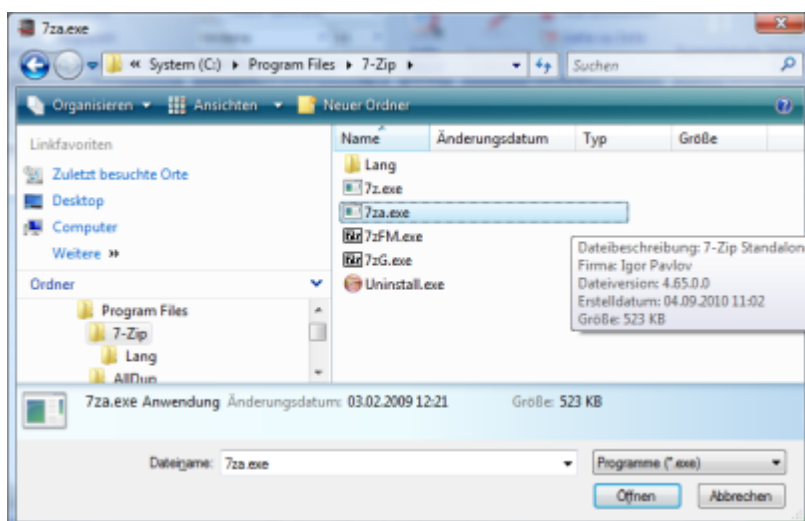 7za.exe
« System (C:) ▸ Program Files ▸ 7-Zip ▸ Suchen
Organisieren Ansichten Neuer Ordner
Linkfavoriten
Zuletzt besuchte Orte
Desktop
Computer
Weitere »
Ordner
Program Files
7-Zip
Lang
AllDup
Name Änderungsdatum Typ Größe
Lang
7z.exe
7za.exe
7zFM.exe
7zG.exe
Uninstall.exe
Dateibeschreibung: 7-Zip Standalon
Firma: Igor Pavlov
Dateiversion: 4.65.0.0
Erstelldatum: 04.09.2010 11:02
Größe: 523 KB
7za.exe Anwendung Änderungsdatum: 03.02.2009 12:21 Größe: 523 KB
Dateiname: 7za.exe Programme (*.exe)
Öffnen Abbrechen